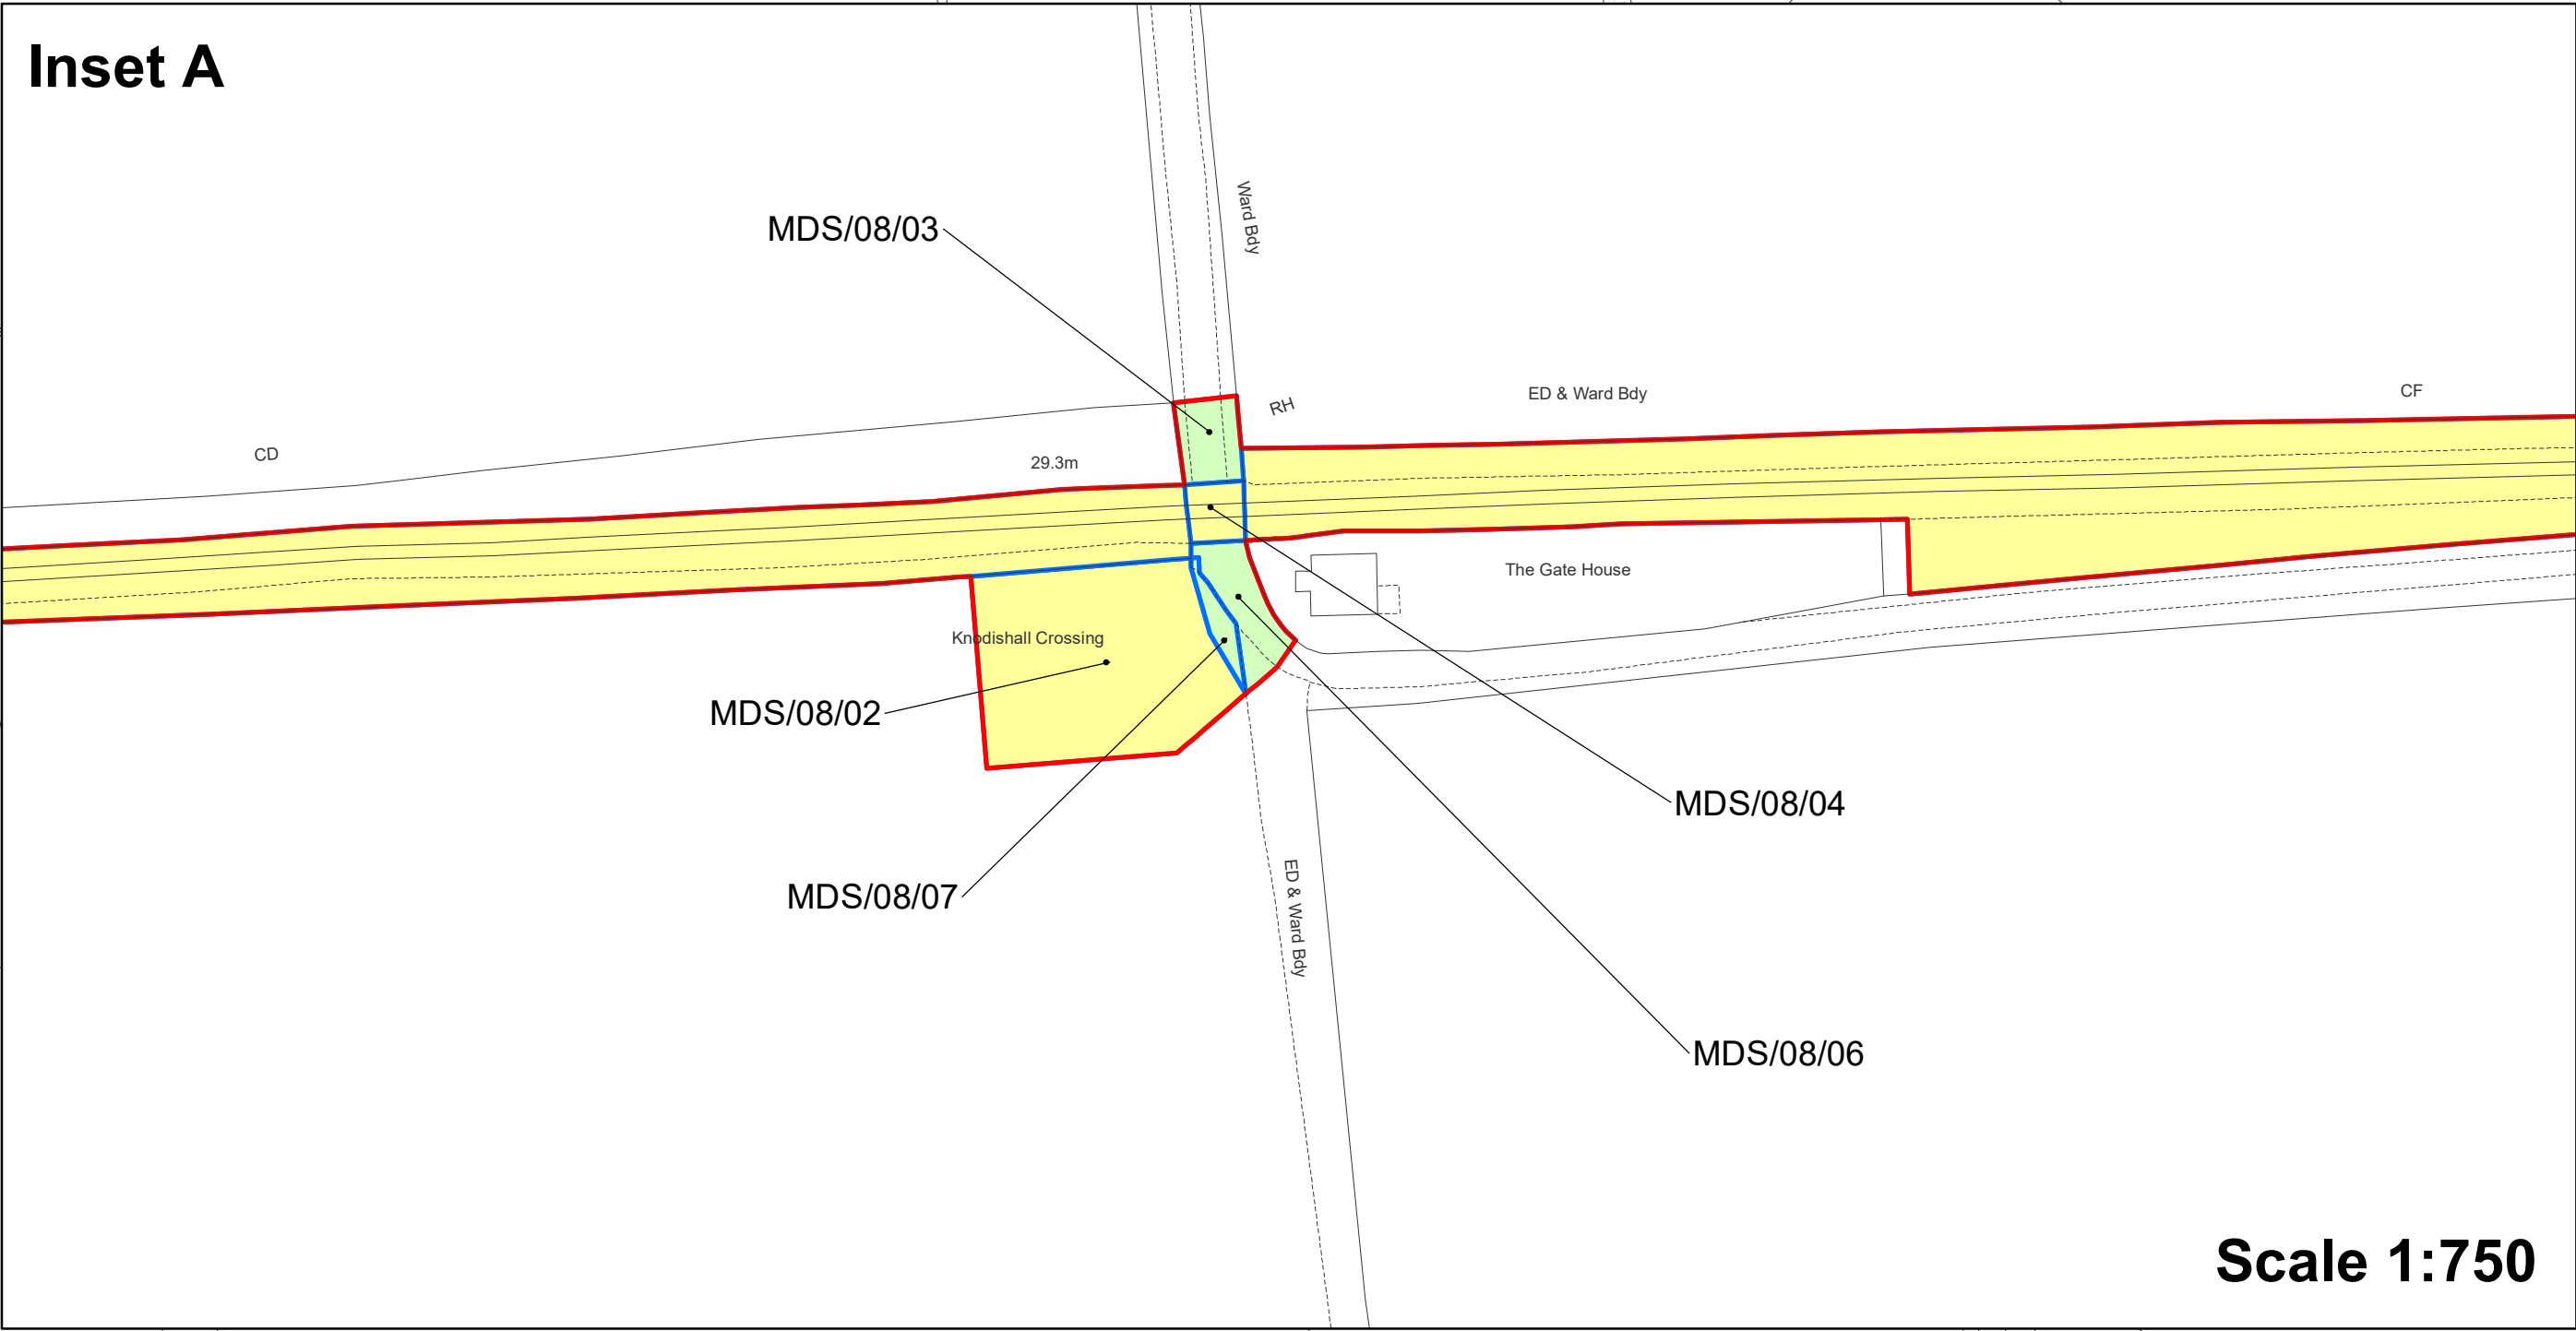 Inset A
Ward Bdy
MDS/08/03
RH
ED & Ward Bdy
CF
CD
29.3m
The Gate House
Knodishall Crossing
MDS/08/02
MDS/08/04
MDS/08/07
ED & Ward Bdy
MDS/08/06
Scale 1:750